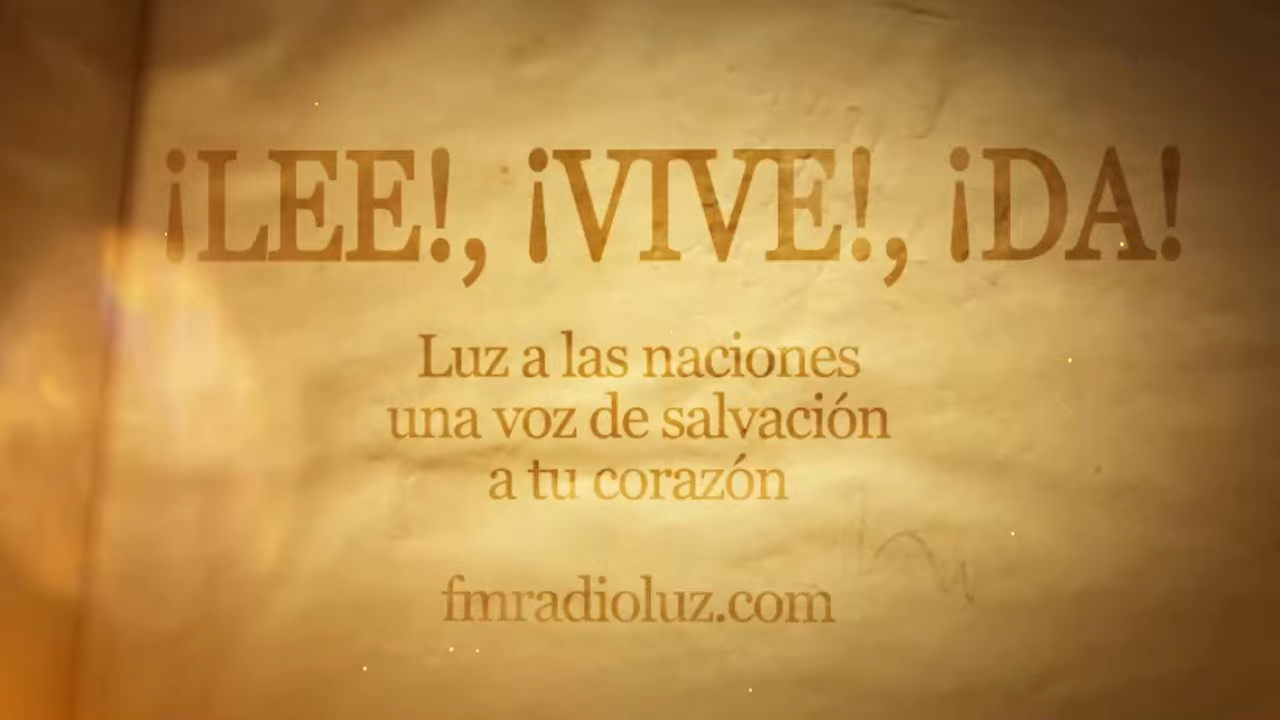 ¡LEE!, ¡VIVE!, ¡DA!
Luz a las naciones
una voz de salvación
a tu corazón
fmradioluz.com